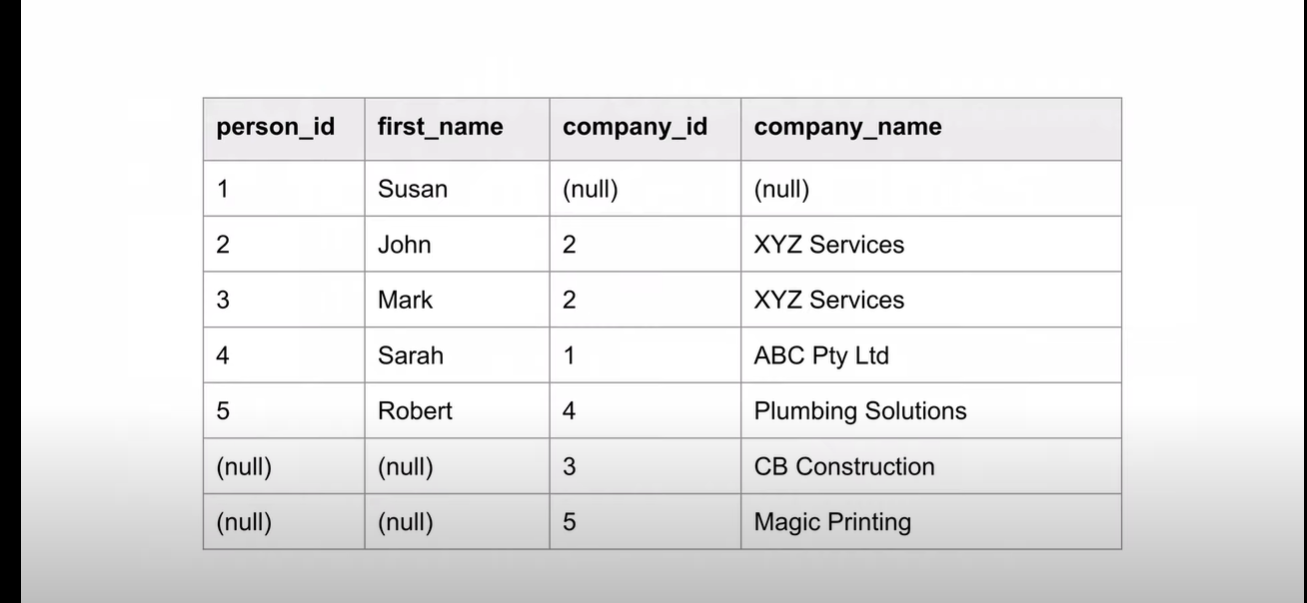 person_id first_name company_id company_name
1 Susan (null) (null)
2 John 2 XYZ Services
3 Mark 2 XYZ Services
4 Sarah 1 ABC Pty Ltd
5 Robert 4 Plumbing Solutions
(null) (null) 3 CB Construction
(null) (null) 5 Magic Printing